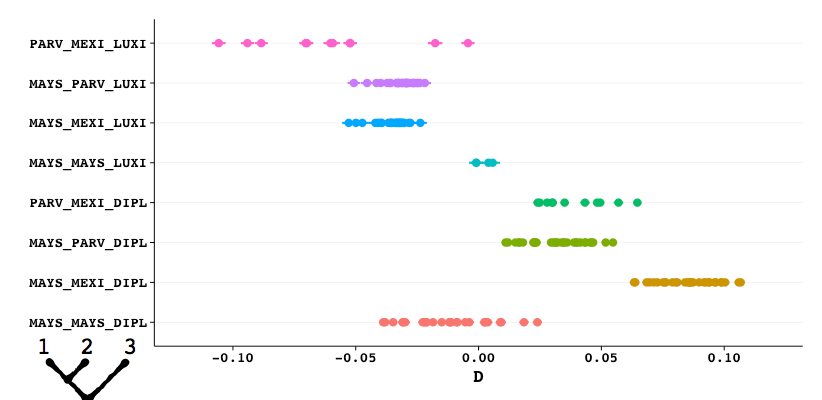 PARV_MEXI_LUXI
MAYS_PARV_LUXI
MAYS_MEXI_LUXI
MAYS_MAYS_LUXI
PARV_MEXI_DIPL
MAYS_PARV_DIPL
MAYS_MEXI_DIPL
MAYS_MAYS_DIPL
1 2 3
-0.10 -0.05 0.00 0.05 0.10
D